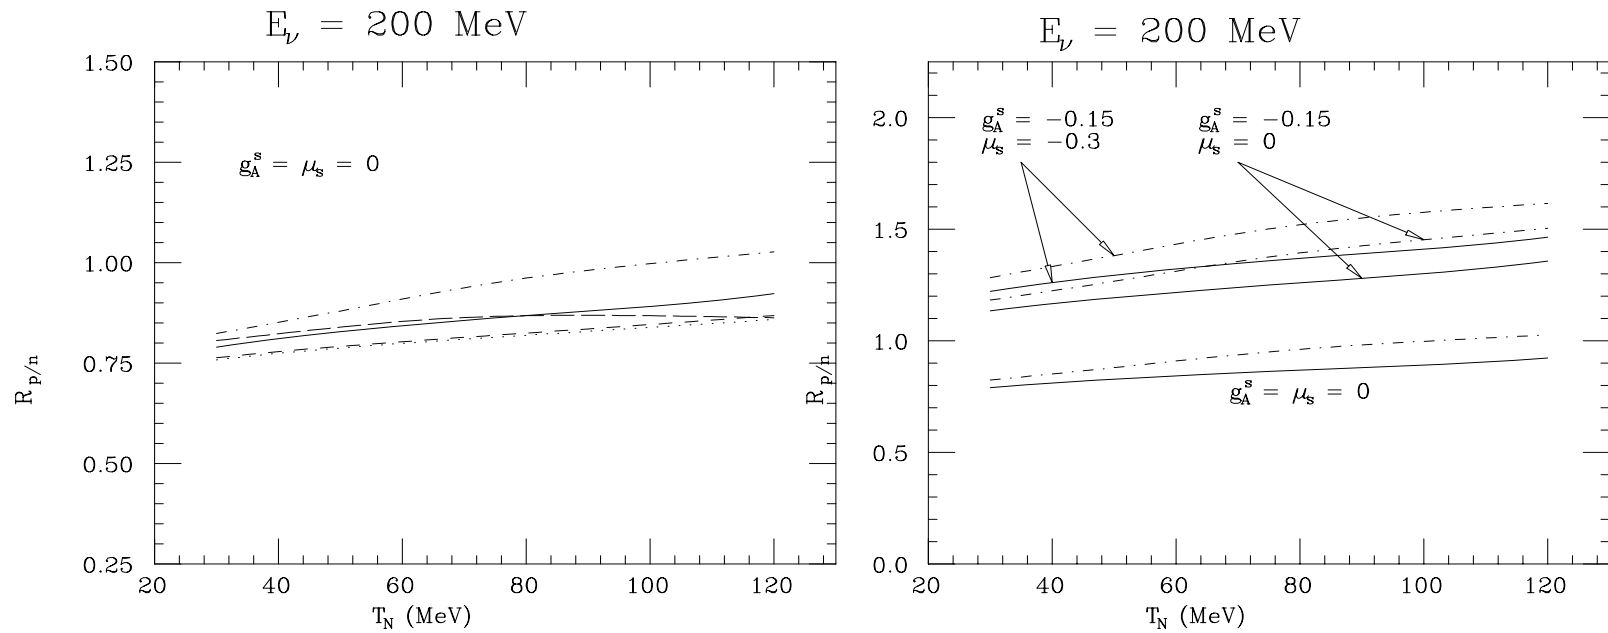 E_ν = 200 MeV
1.50
1.25
1.00
0.75
0.50
0.25
g_A^s = μ_s = 0
R_p/n
20 40 60 80 100 120
T_N (MeV)
E_ν = 200 MeV
2.0
1.5
1.0
0.5
0.0
g_A^s = −0.15
μ_s = −0.3
g_A^s = −0.15
μ_s = 0
g_A^s = μ_s = 0
R_p/n
20 40 60 80 100 120
T_N (MeV)